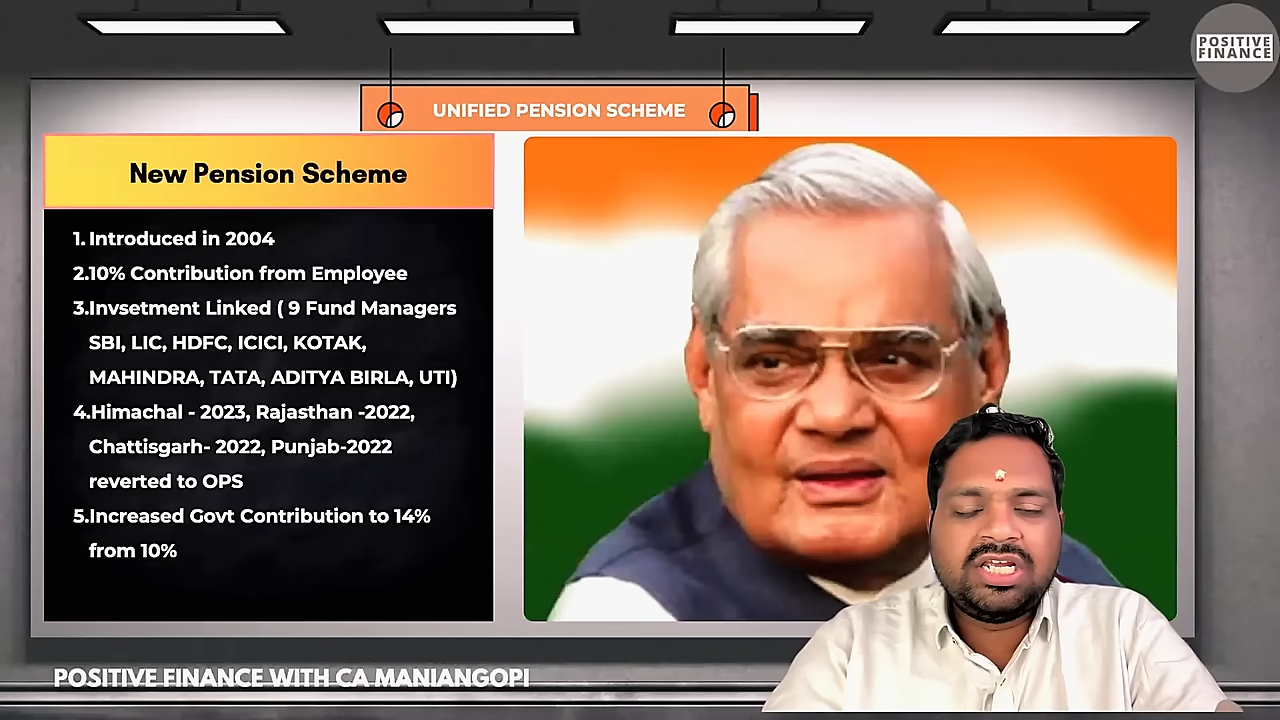 POSITIVE
FINANCE
UNIFIED PENSION SCHEME
New Pension Scheme
1. Introduced in 2004
2.10% Contribution from Employee
3.Invsetment Linked ( 9 Fund Managers
SBI, LIC, HDFC, ICICI, KOTAK,
MAHINDRA, TATA, ADITYA BIRLA, UTI)
4.Himachal - 2023, Rajasthan -2022,
Chattisgarh- 2022, Punjab-2022
reverted to OPS
5.Increased Govt Contribution to 14%
from 10%
POSITIVE FINANCE WITH CA MANIANGOPI